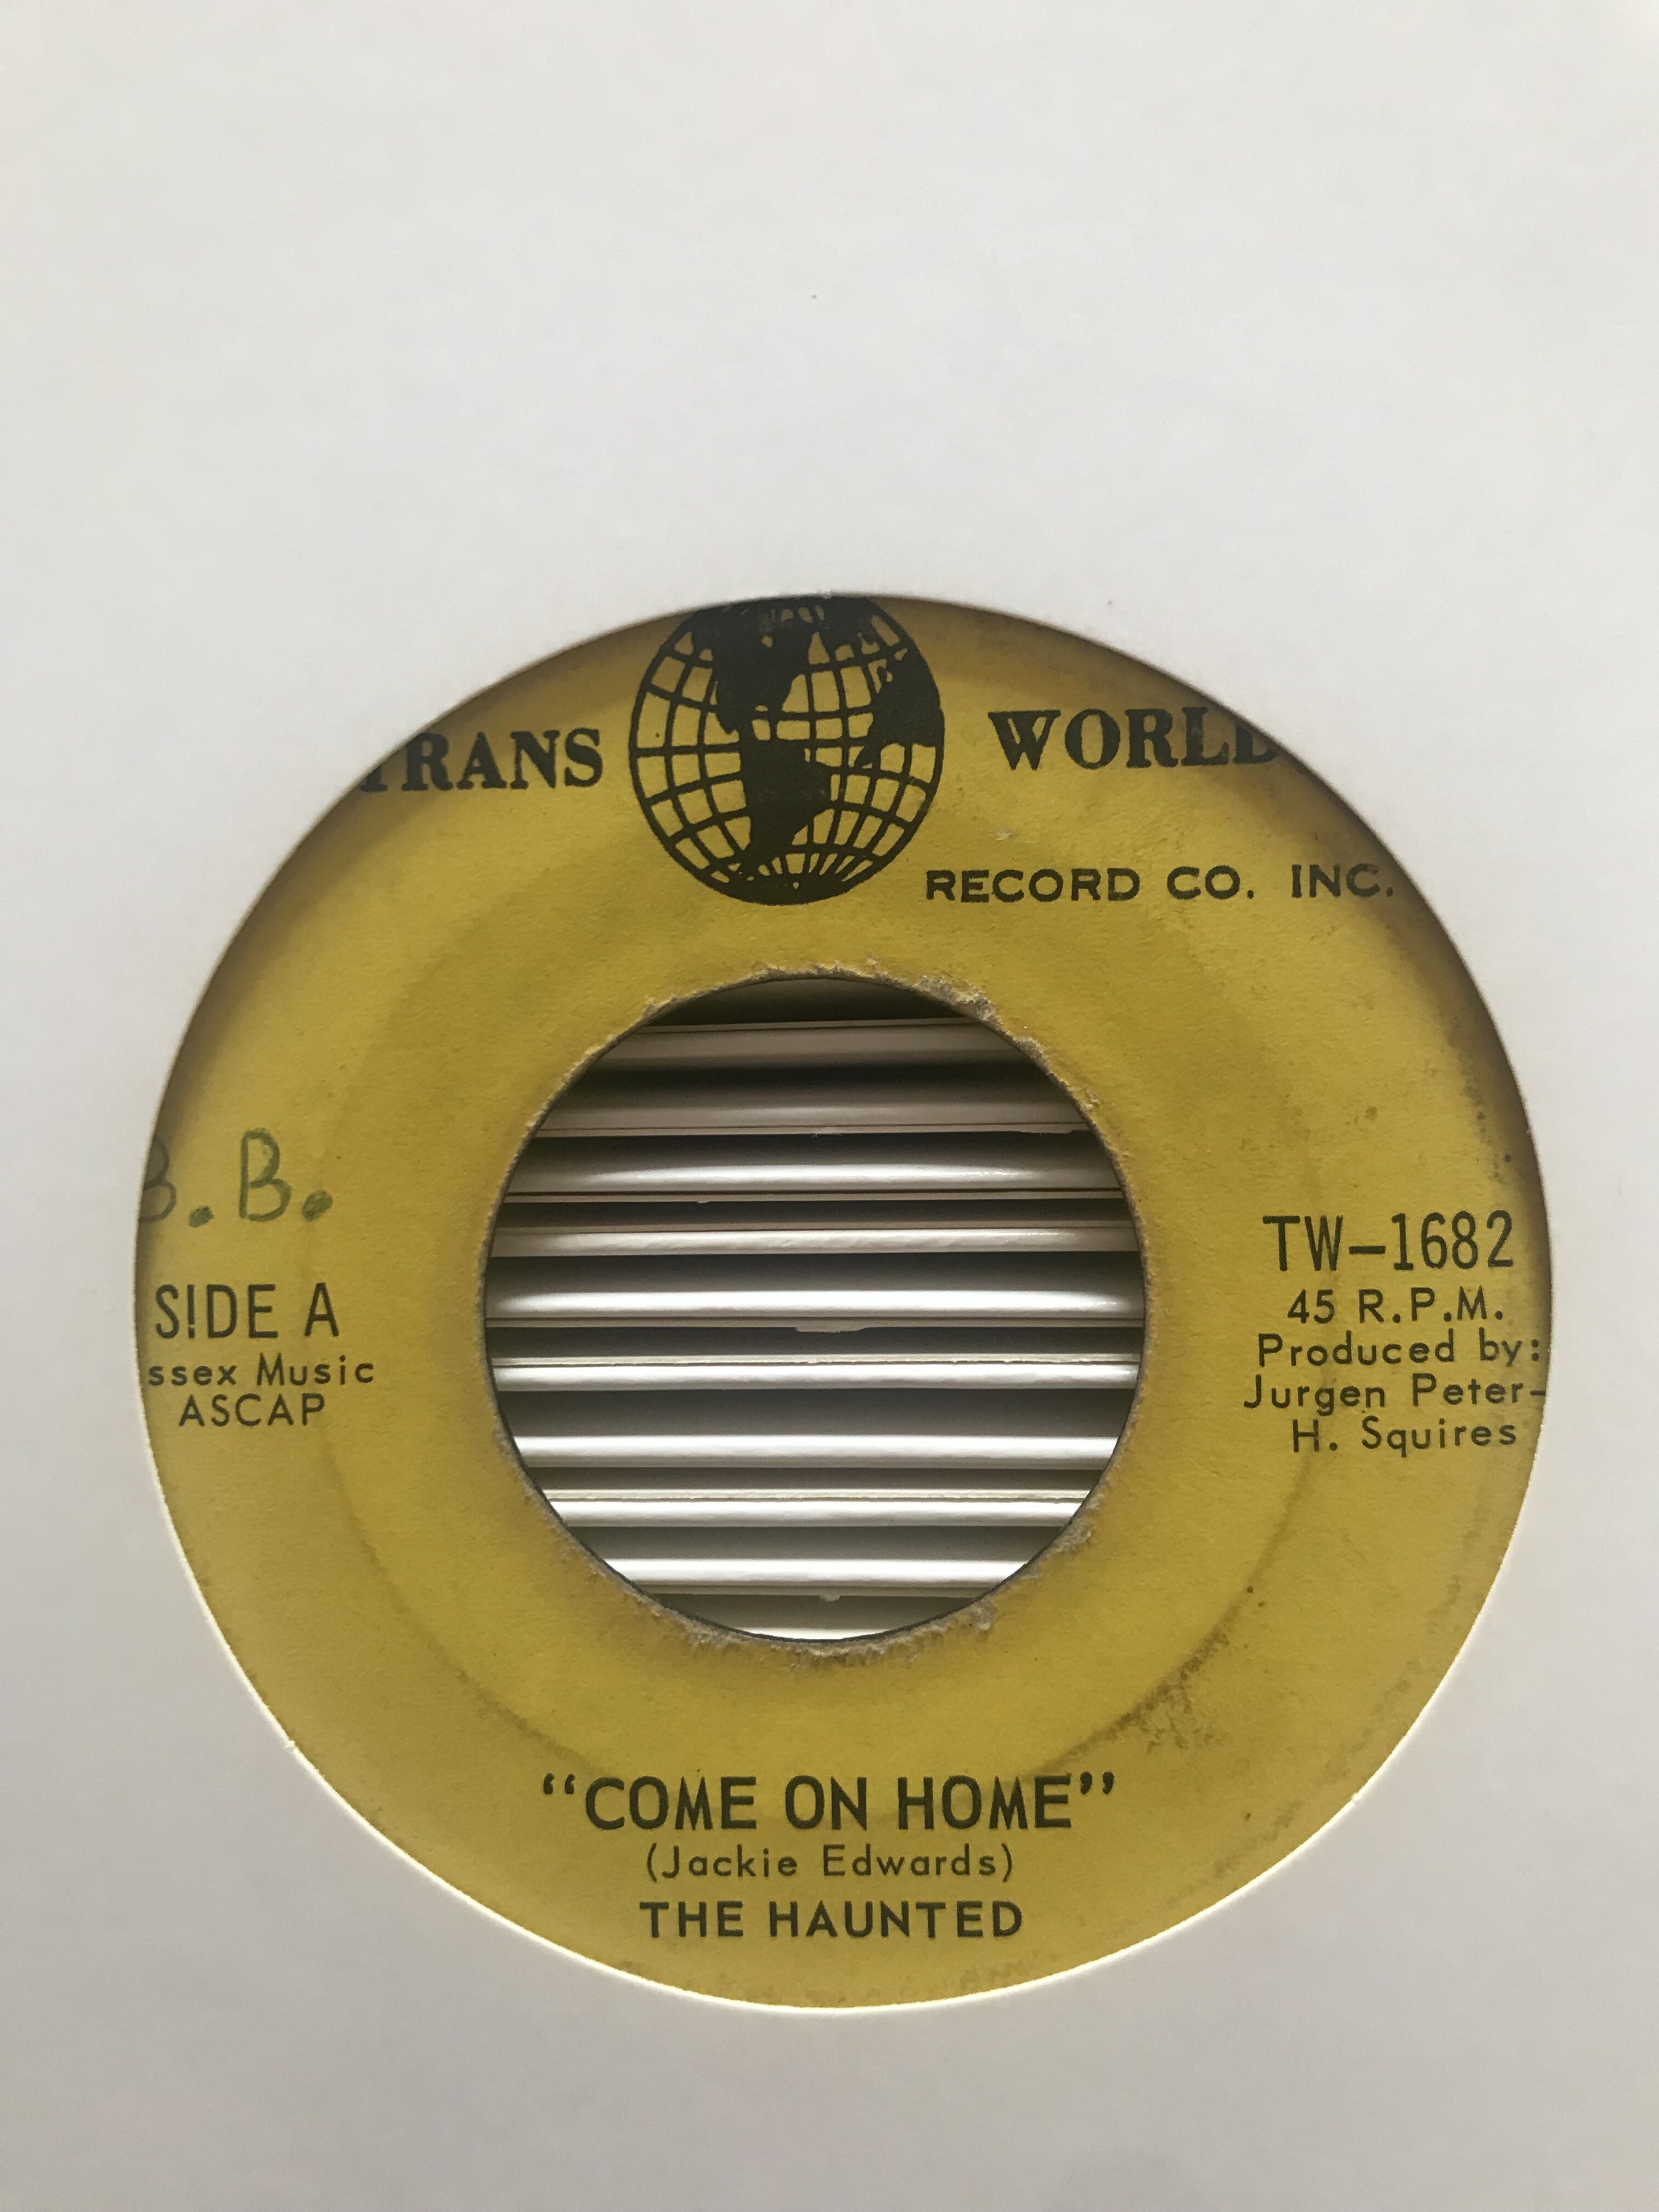 TRANS WORLD
RECORD CO. INC.
B.B.
SIDE A
ssex Music
ASCAP
TW-1682
45 R.P.M.
Produced by:
Jurgen Peter-
H. Squires
"COME ON HOME"
(Jackie Edwards)
THE HAUNTED